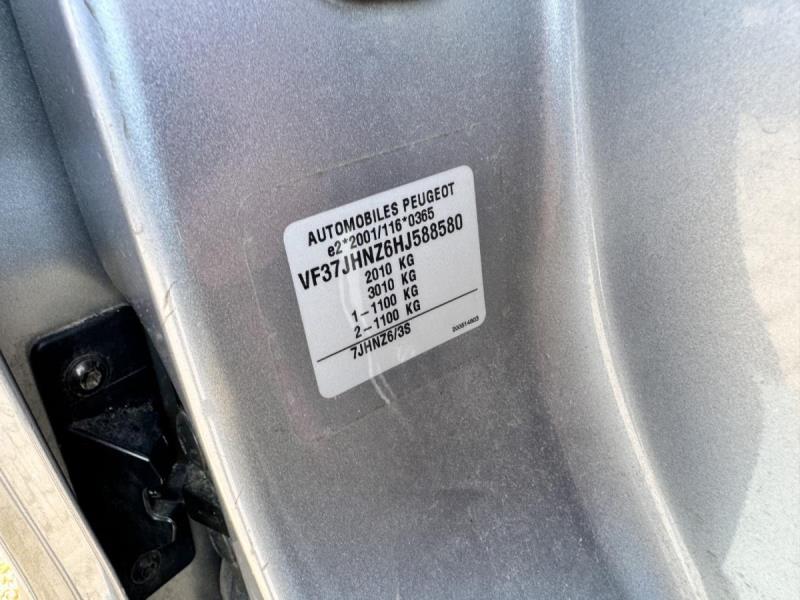 AUTOMOBILES PEUGEOT
e2*2001/116*0365
VF37JHNZ6HJ588580
2010 KG
3010 KG
1-1100 KG
2-1100 KG
7JHNZ6/3S